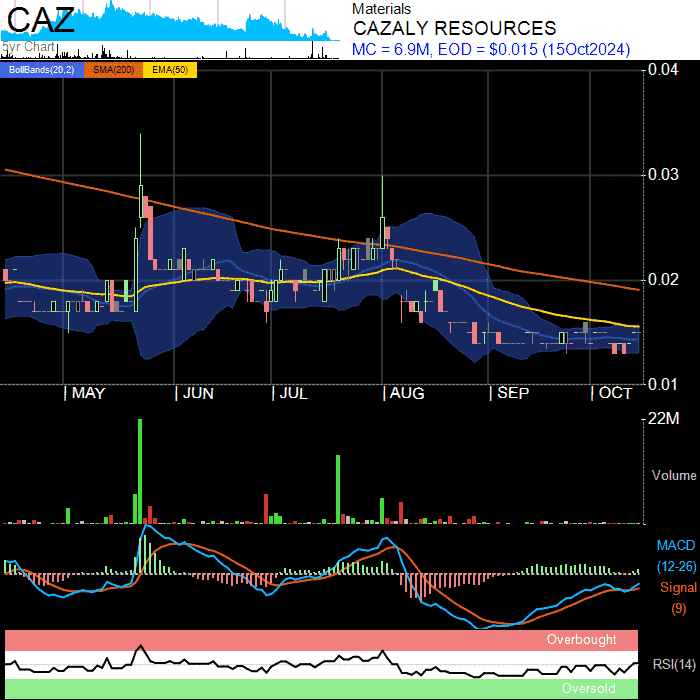 CAZ
5yr Chart
Materials
CAZALY RESOURCES
MC = 6.9M, EOD = $0.015 (15Oct2024)
BollBands(20,2) SMA(200) EMA(50)
0.04
0.03
0.02
0.01
| MAY | JUN | JUL | AUG | SEP | OCT
22M
Volume
MACD
(12-26)
Signal
(9)
Overbought
RSI(14)
Oversold